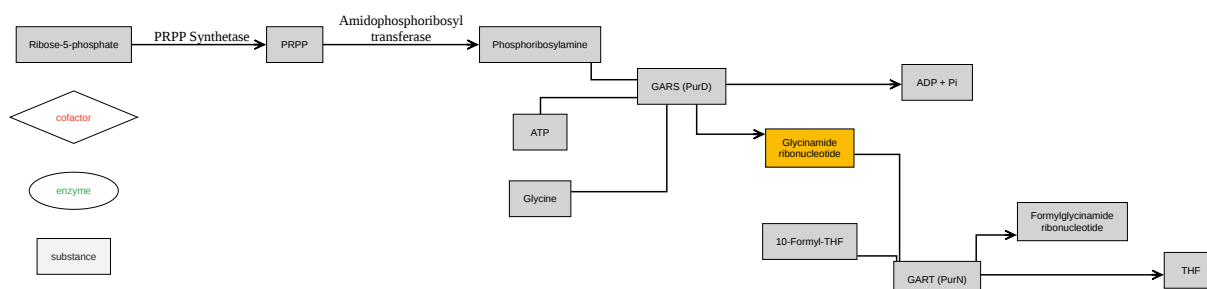 Ribose-5-phosphate
PRPP Synthetase
PRPP
Amidophosphoribosyl
transferase
Phosphoribosylamine
GARS (PurD)
ADP + Pi
cofactor
ATP
Glycinamide
ribonucleotide
enzyme
Glycine
Formylglycinamide
ribonucleotide
10-Formyl-THF
substance
GART (PurN)
THF